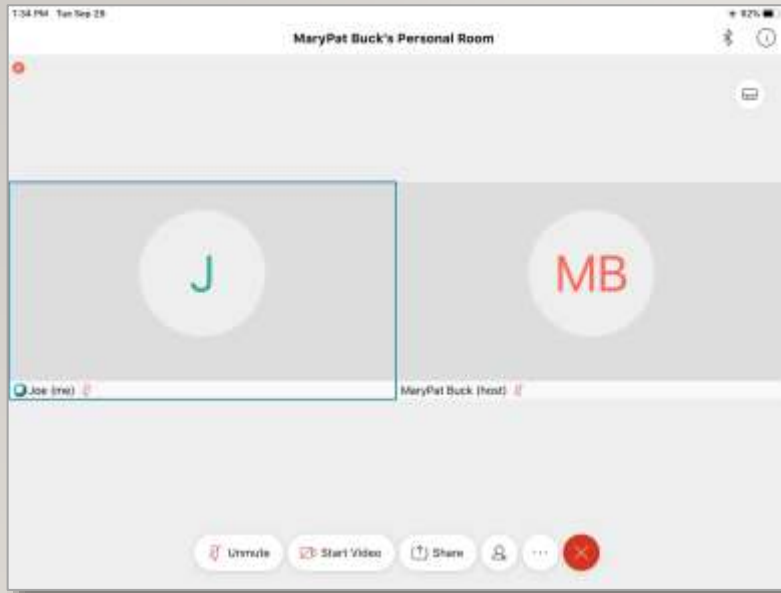 1:34 PM Tue Sep 29
92%
MaryPat Buck's Personal Room
J
MB
Joe (me)
MaryPat Buck (host)
Unmute
Start Video
Share